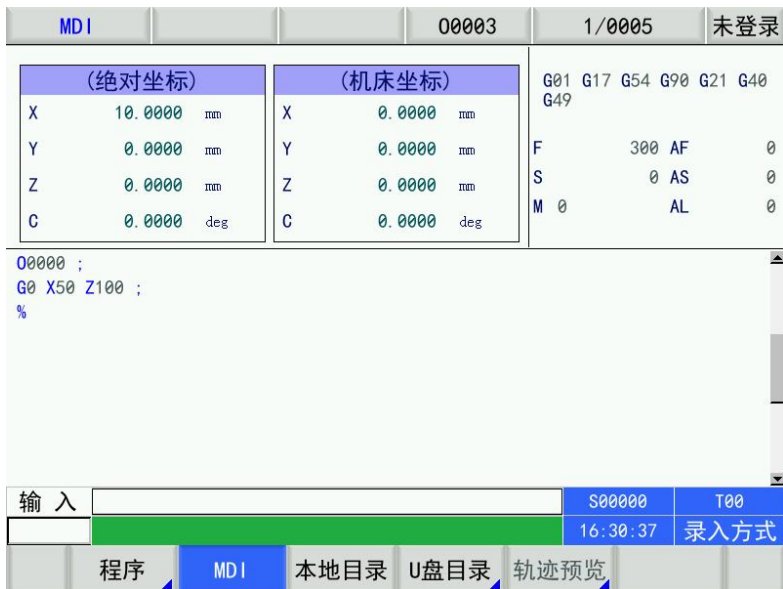 MDI O0003 1/0005 未登录
(绝对坐标) (机床坐标) G01 G17 G54 G90 G21 G40
G49
X 10.0000 mm X 0.0000 mm
Y 0.0000 mm Y 0.0000 mm F 300 AF 0
Z 0.0000 mm Z 0.0000 mm S 0 AS 0
C 0.0000 deg C 0.0000 deg M 0 AL 0
O0000 ;
G0 X50 Z100 ;
%
输入 S00000 T00
16:30:37 录入方式
程序 MDI 本地目录 U盘目录 轨迹预览